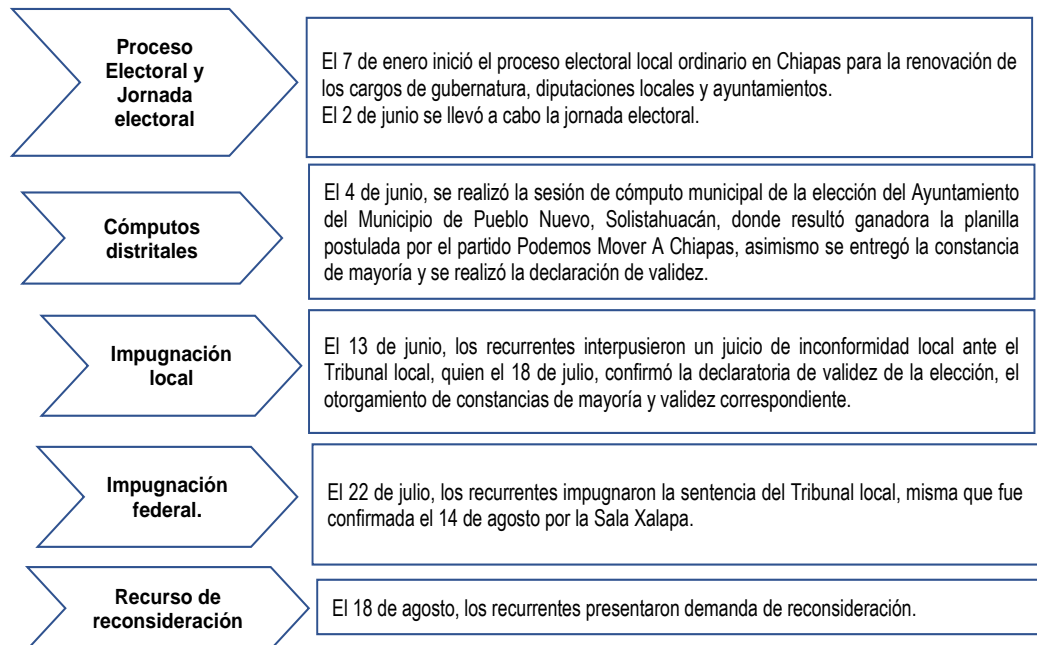 Proceso
Electoral y
Jornada
electoral
El 7 de enero inició el proceso electoral local ordinario en Chiapas para la renovación de
los cargos de gubernatura, diputaciones locales y ayuntamientos.
El 2 de junio se llevó a cabo la jornada electoral.
Cómputos
distritales
El 4 de junio, se realizó la sesión de cómputo municipal de la elección del Ayuntamiento
del Municipio de Pueblo Nuevo, Solistahuacán, donde resultó ganadora la planilla
postulada por el partido Podemos Mover A Chiapas, asimismo se entregó la constancia
de mayoría y se realizó la declaración de validez.
Impugnación
local
El 13 de junio, los recurrentes interpusieron un juicio de inconformidad local ante el
Tribunal local, quien el 18 de julio, confirmó la declaratoria de validez de la elección, el
otorgamiento de constancias de mayoría y validez correspondiente.
Impugnación
federal.
El 22 de julio, los recurrentes impugnaron la sentencia del Tribunal local, misma que fue
confirmada el 14 de agosto por la Sala Xalapa.
Recurso de
reconsideración
El 18 de agosto, los recurrentes presentaron demanda de reconsideración.